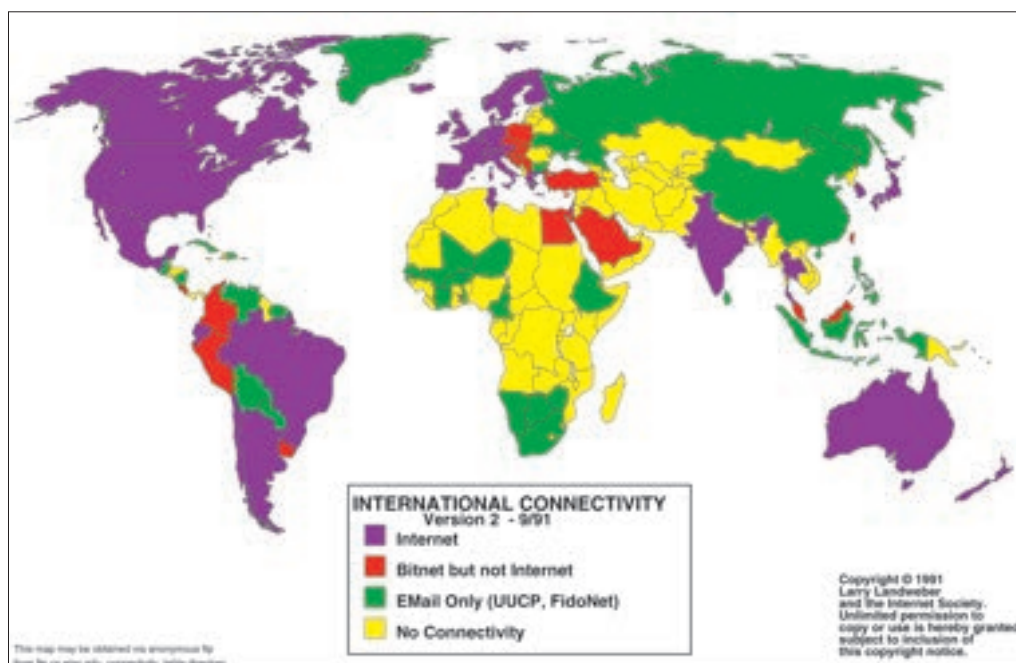 INTERNATIONAL CONNECTIVITY
Version 2 - 9/91
Internet
Bitnet but not Internet
EMail Only (UUCP, FidoNet)
No Connectivity
Copyright © 1991
Larry Landweber
and the Internet Society.
Unlimited permission to
copy or use is hereby granted
subject to inclusion of
this copyright notice.
This map may be obtained via anonymous ftp